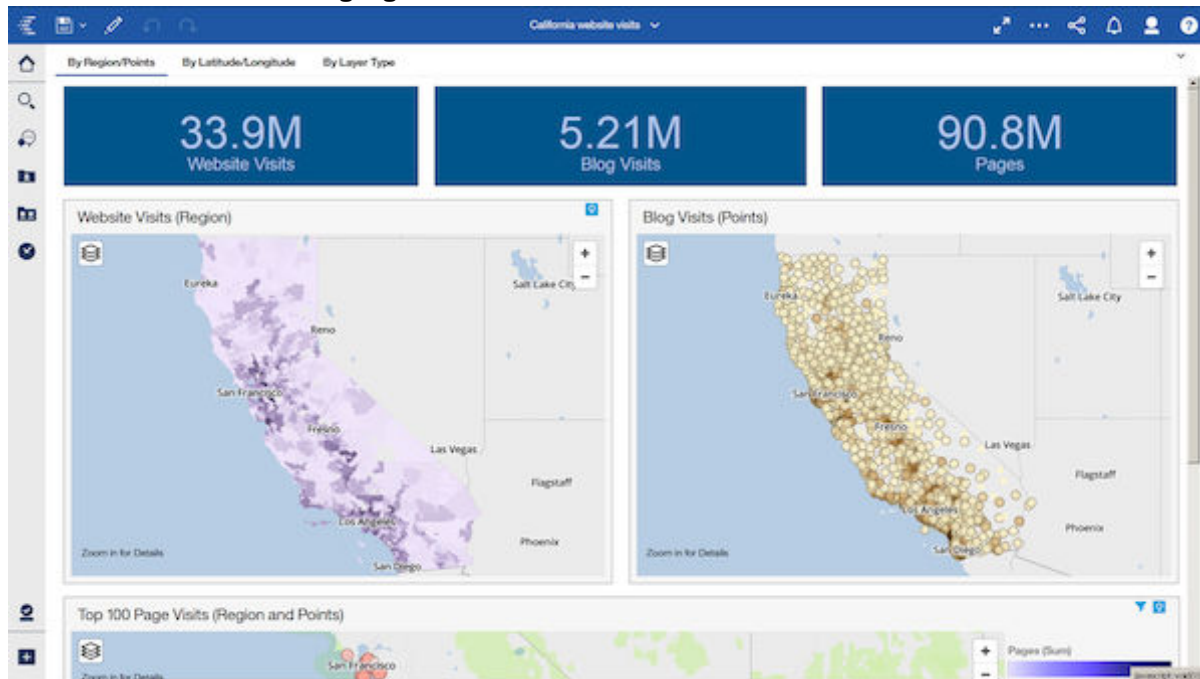 California website visits
By Region/Points
By Latitude/Longitude
By Layer Type
33.9M
Website Visits
5.21M
Blog Visits
90.8M
Pages
Website Visits (Region)
Eureka
Salt Lake City
Reno
San Francisco
Fresno
Las Vegas
Flagstaff
Los Angeles
Phoenix
Zoom in for Details
San Diego
Blog Visits (Points)
Eureka
Salt Lake City
Reno
San Francisco
Fresno
Las Vegas
Flagstaff
Los Angeles
Phoenix
Zoom in for Details
San Diego
Top 100 Page Visits (Region and Points)
San Francisco
Pages (Sum)
Zoom in for Details